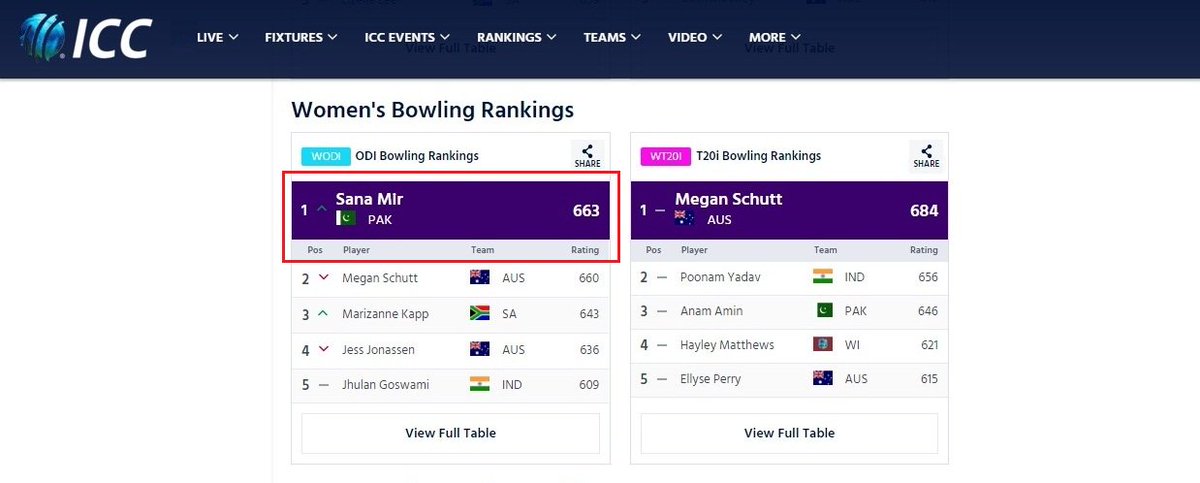 ICC LIVE FIXTURES ICC EVENTS RANKINGS TEAMS VIDEO MORE
View Full Table
Women's Bowling Rankings
WODI ODI Bowling Rankings SHARE
1 Sana MIr 663
PAK
Pos Player Team Rating
2 Megan Schutt AUS 660
3 Marizanne Kapp SA 643
4 Jess Jonassen AUS 636
5 — Jhulan Goswami IND 609
View Full Table
WT20I T20i Bowling Rankings SHARE
1 — Megan Schutt 684
AUS
Pos Player Team Rating
2 — Poonam Yadav IND 656
3 — Anam Amin PAK 646
4 — Hayley Matthews WI 621
5 — Ellyse Perry AUS 615
View Full Table